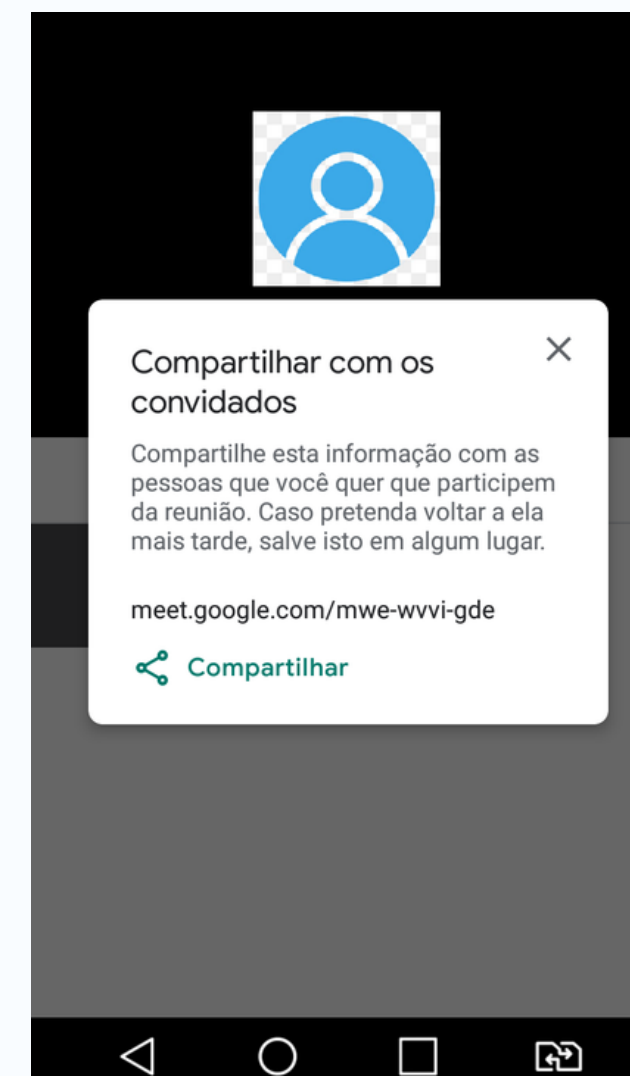 Compartilhar com os
convidados
Compartilhe esta informação com as
pessoas que você quer que participem
da reunião. Caso pretenda voltar a ela
mais tarde, salve isto em algum lugar.
meet.google.com/mwe-wvvi-gde
Compartilhar